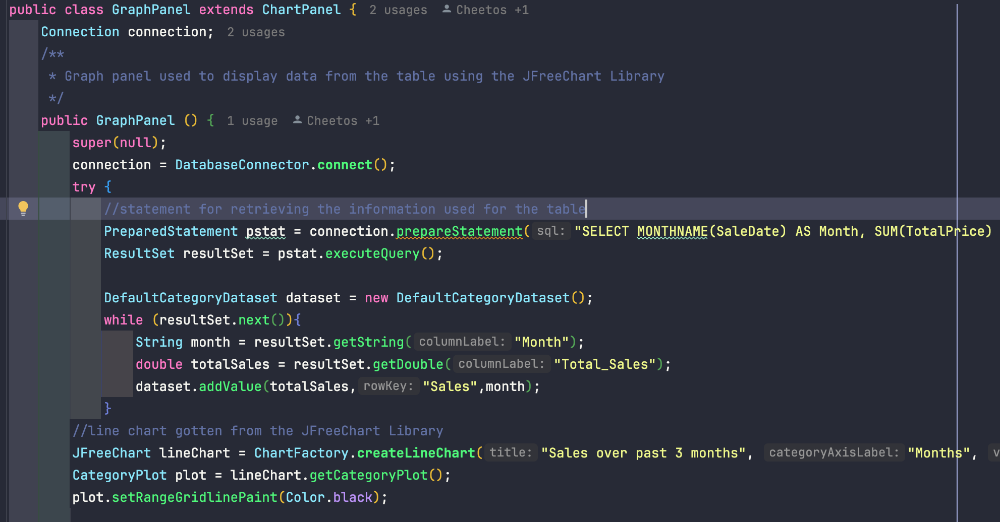 public class GraphPanel extends ChartPanel { 2 usages Cheetos +1
Connection connection; 2 usages
/**
* Graph panel used to display data from the table using the JFreeChart Library
*/
public GraphPanel () { 1 usage Cheetos +1
super(null);
connection = DatabaseConnector.connect();
try {
//statement for retrieving the information used for the table
PreparedStatement pstat = connection.prepareStatement( sql: "SELECT MONTHNAME(SaleDate) AS Month, SUM(TotalPrice)
ResultSet resultSet = pstat.executeQuery();
DefaultCategoryDataset dataset = new DefaultCategoryDataset();
while (resultSet.next()){
String month = resultSet.getString( columnLabel: "Month");
double totalSales = resultSet.getDouble( columnLabel: "Total_Sales");
dataset.addValue(totalSales, rowKey: "Sales",month);
}
//line chart gotten from the JFreeChart Library
JFreeChart lineChart = ChartFactory.createLineChart( title: "Sales over past 3 months", categoryAxisLabel: "Months", v
CategoryPlot plot = lineChart.getCategoryPlot();
plot.setRangeGridlinePaint(Color.black);